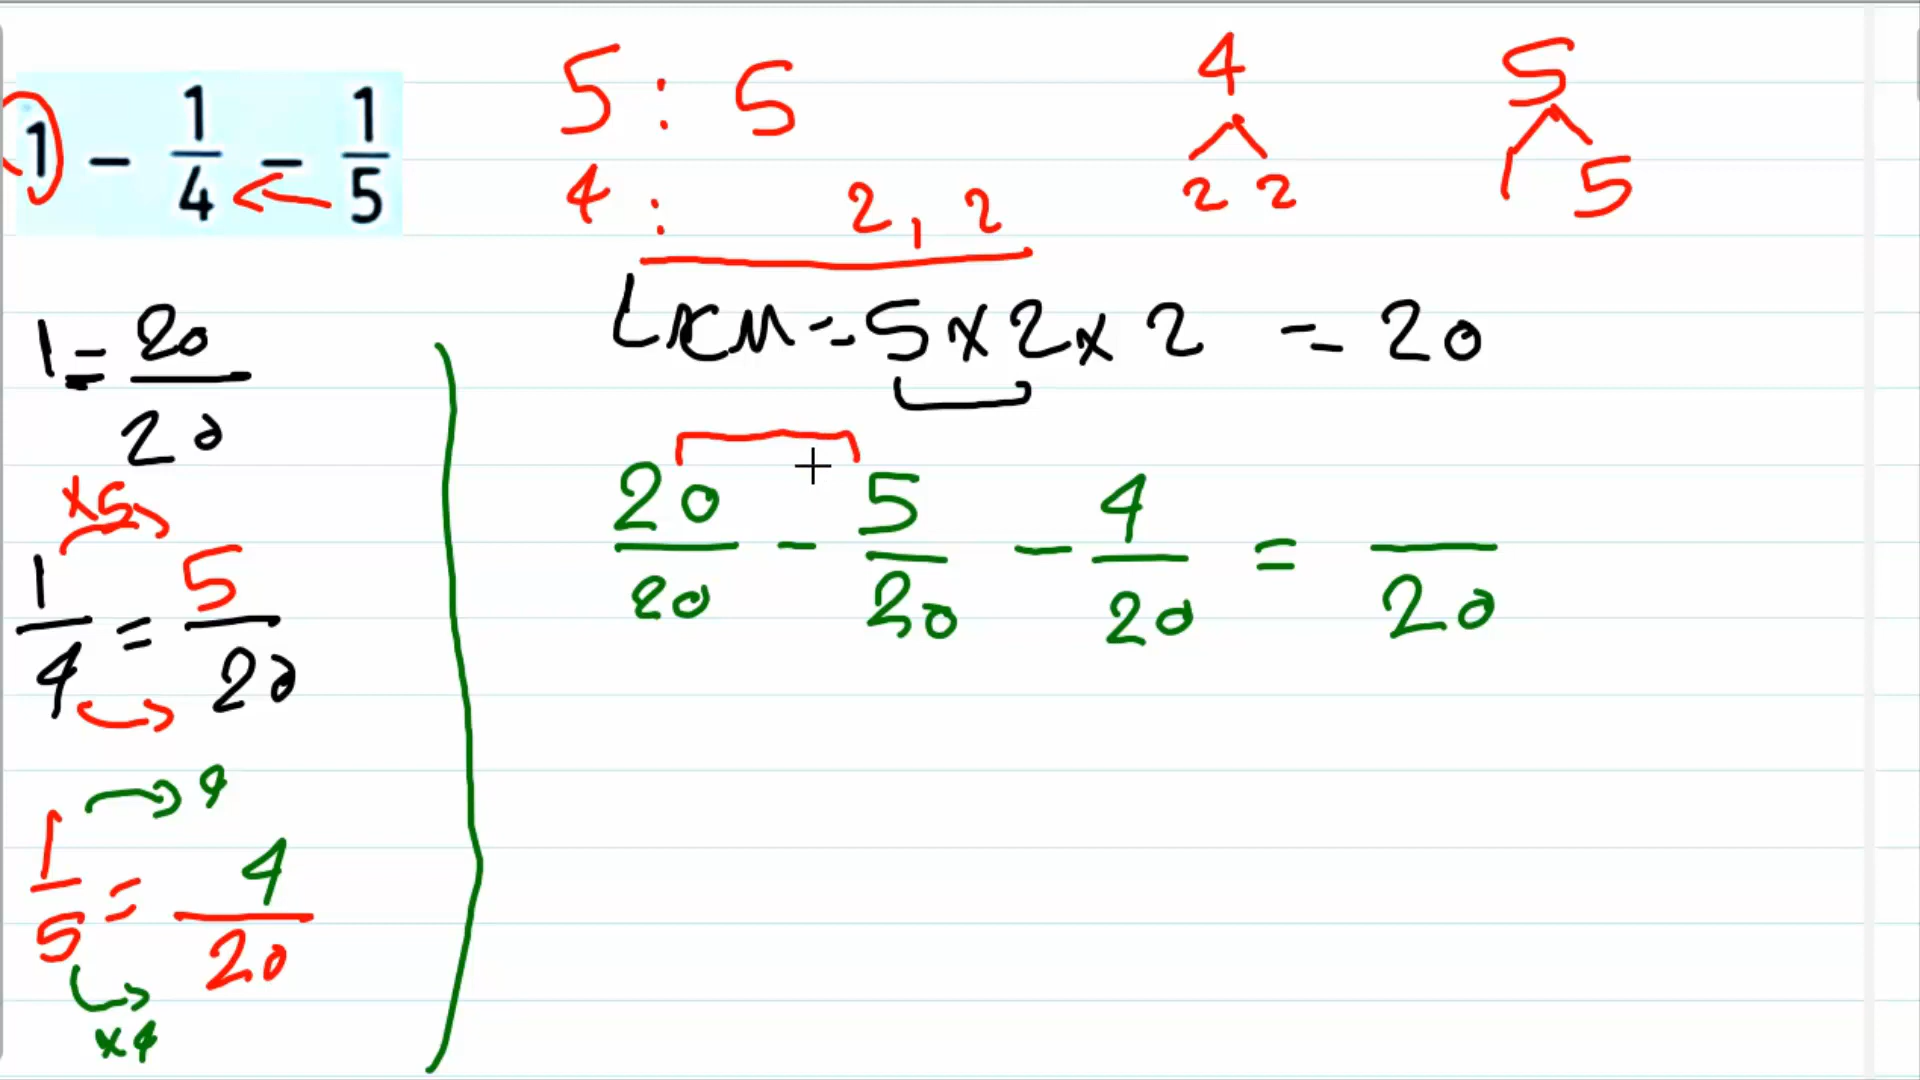 1 - 1/4 - 1/5
5 : 5
4 : 2, 2
4
2 2
5
1 5
LCM = 5 x 2 x 2 = 20
1 = 20/20
x5
1/4 = 5/20
4
1/5 = 4/20
x4
20/20 - 5/20 - 4/20 = /20